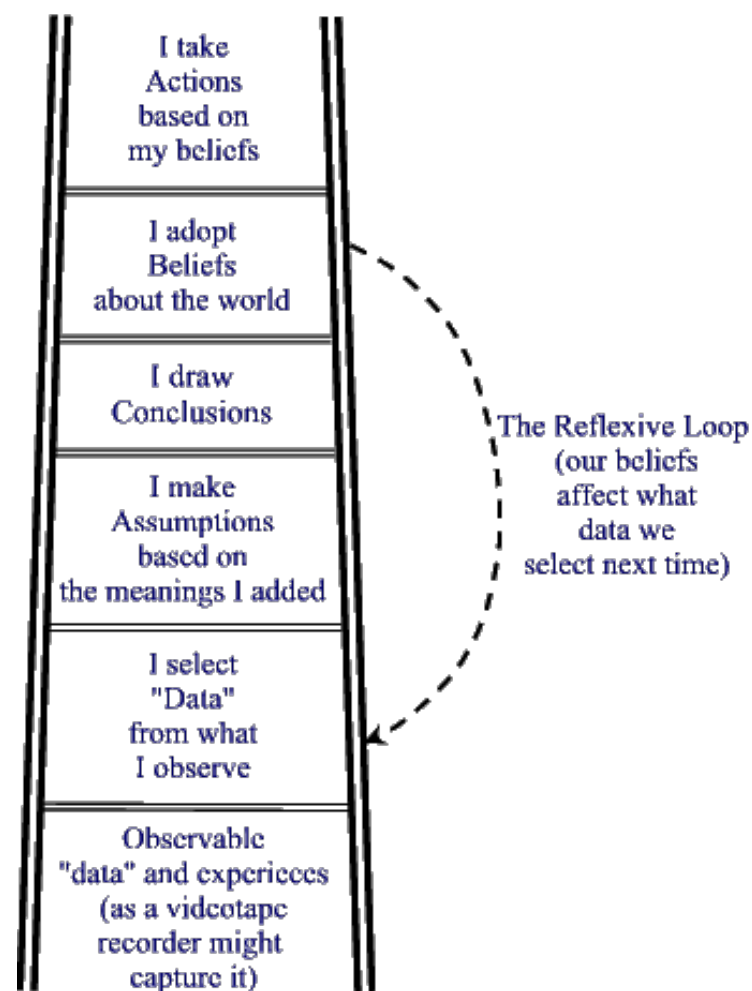 I take
Actions
based on
my beliefs
I adopt
Beliefs
about the world
I draw
Conclusions
I make
Assumptions
based on
the meanings I added
I select
"Data"
from what
I observe
Observable
"data" and experieces
(as a videotape
recorder might
capture it)
The Reflexive Loop
(our beliefs
affect what
data we
select next time)